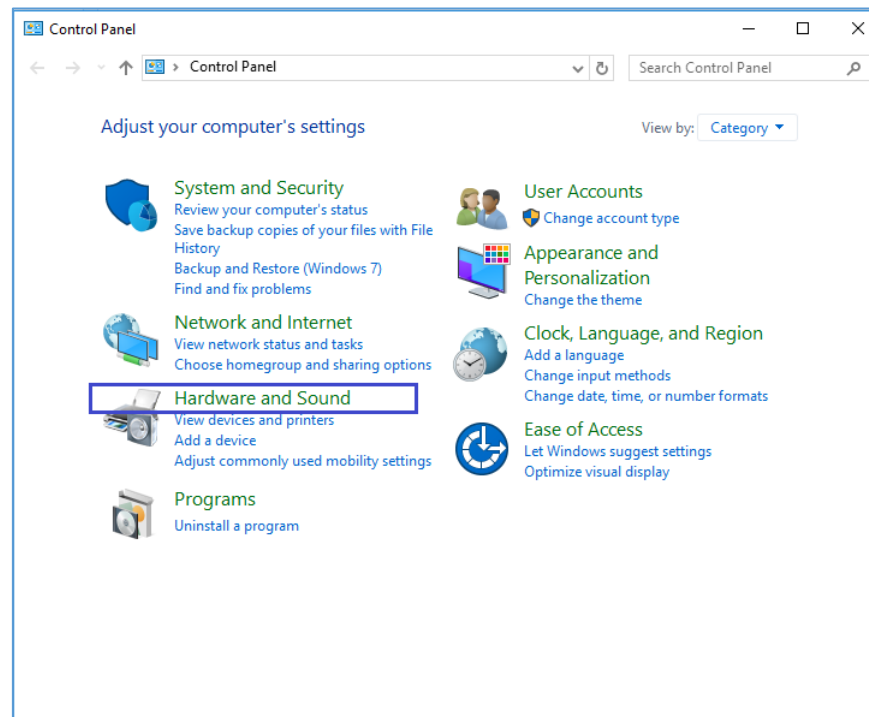 Control Panel
Control Panel
Search Control Panel
Adjust your computer's settings
View by: Category
System and Security
Review your computer's status
Save backup copies of your files with File
History
Backup and Restore (Windows 7)
Find and fix problems
Network and Internet
View network status and tasks
Choose homegroup and sharing options
Hardware and Sound
View devices and printers
Add a device
Adjust commonly used mobility settings
Programs
Uninstall a program
User Accounts
Change account type
Appearance and
Personalization
Change the theme
Clock, Language, and Region
Add a language
Change input methods
Change date, time, or number formats
Ease of Access
Let Windows suggest settings
Optimize visual display